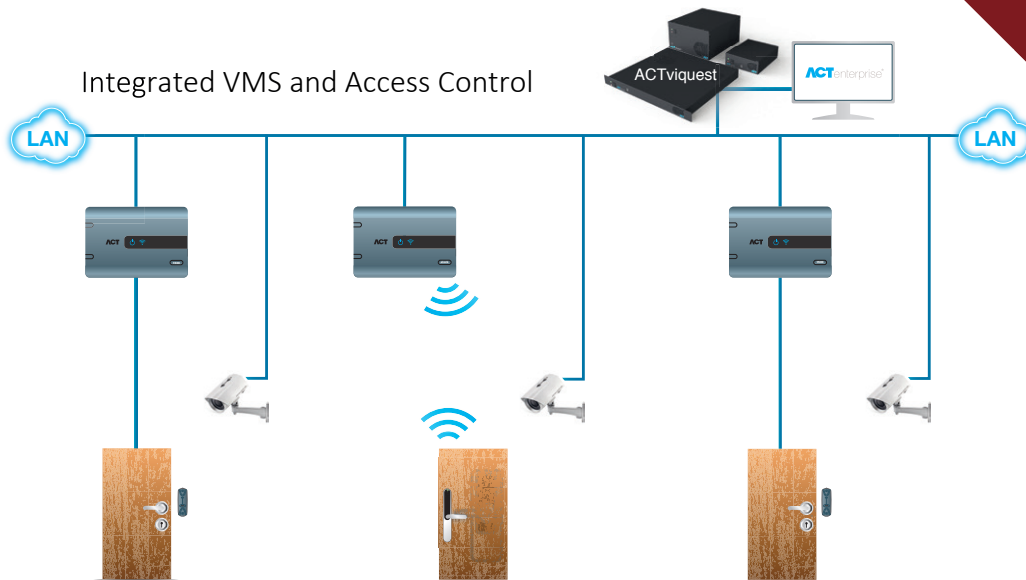 Integrated VMS and Access Control
ACTviquest
ACTenterprise
LAN
LAN
ACT
ACT
ACT